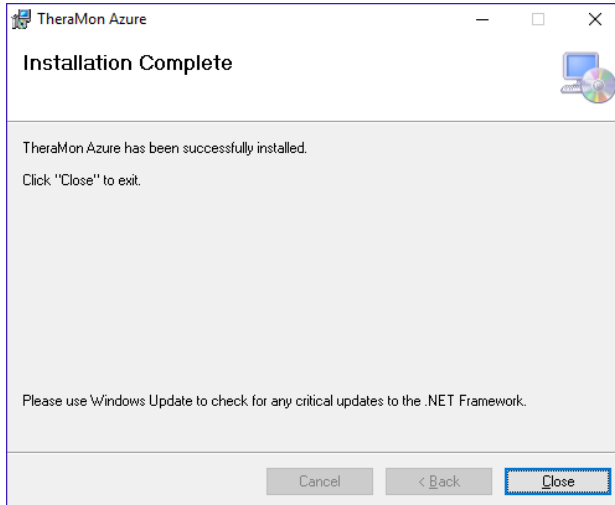 TheraMon Azure
Installation Complete
TheraMon Azure has been successfully installed.
Click "Close" to exit.
Please use Windows Update to check for any critical updates to the .NET Framework.
Cancel
< Back
Close